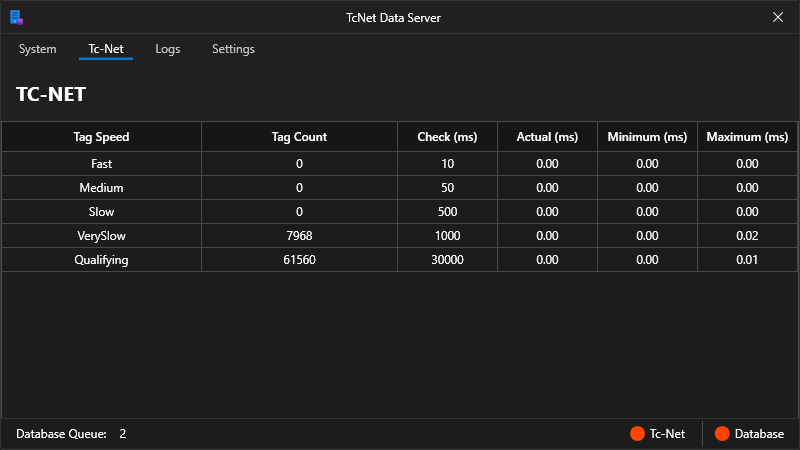 TcNet Data Server
System Tc-Net Logs Settings
TC-NET
Tag Speed Tag Count Check (ms) Actual (ms) Minimum (ms) Maximum (ms)
Fast 0 10 0.00 0.00 0.00
Medium 0 50 0.00 0.00 0.00
Slow 0 500 0.00 0.00 0.00
VerySlow 7968 1000 0.00 0.00 0.02
Qualifying 61560 30000 0.00 0.00 0.01
Database Queue: 2 Tc-Net Database